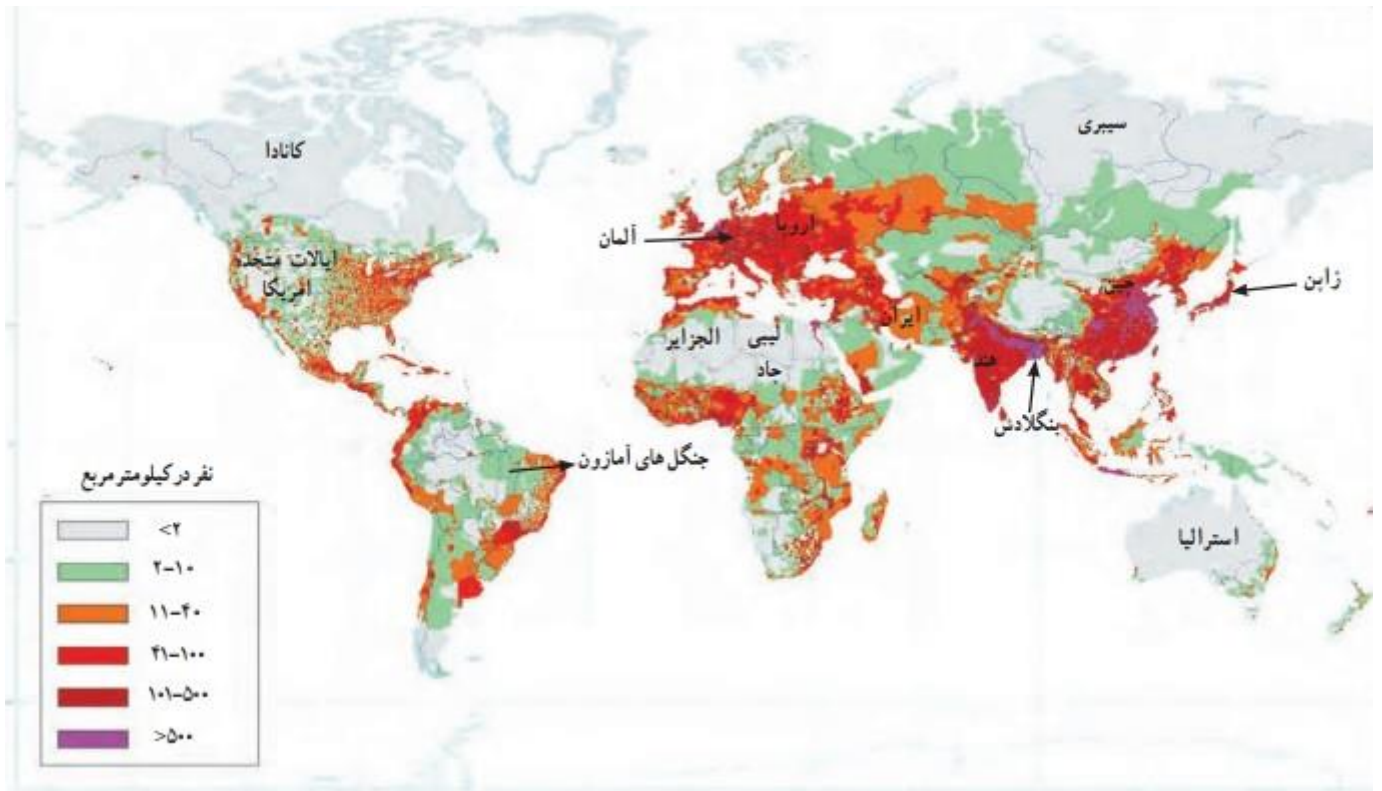 کانادا
سیبری
ایالات متحده
امریکا
آلمان
اروپا
چین
ژاپن
ایران
الجزایر
لیبی
چاد
هند
بنگلادش
جنگل های آمازون
استرالیا
نفر در کیلومتر مربع
<۲
۲–۱۰
۱۱–۴۰
۴۱–۱۰۰
۱۰۱–۵۰۰
>۵۰۰